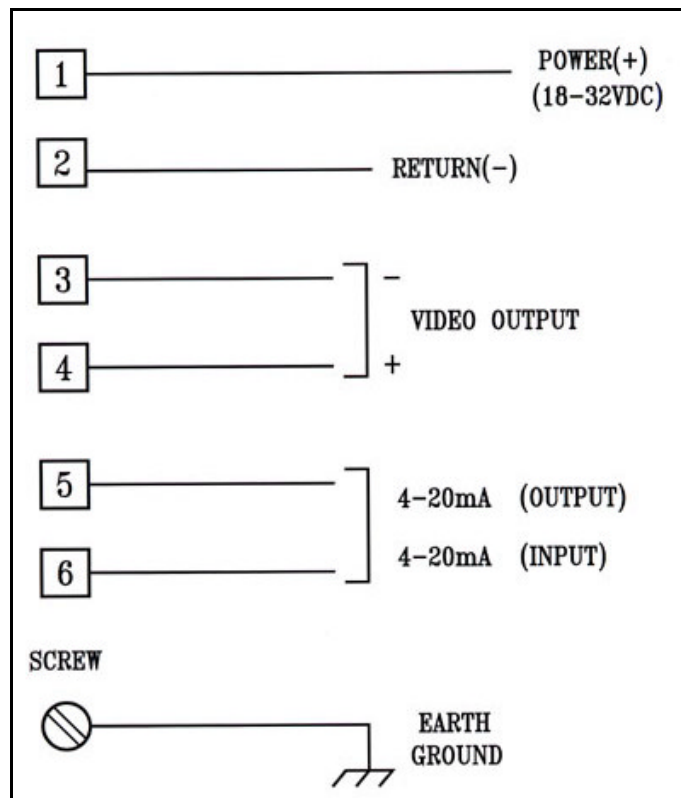 1
POWER(+)
(18-32VDC)
2
RETURN(-)
3
-
VIDEO OUTPUT
4
+
5
4-20mA (OUTPUT)
6
4-20mA (INPUT)
SCREW
EARTH
GROUND